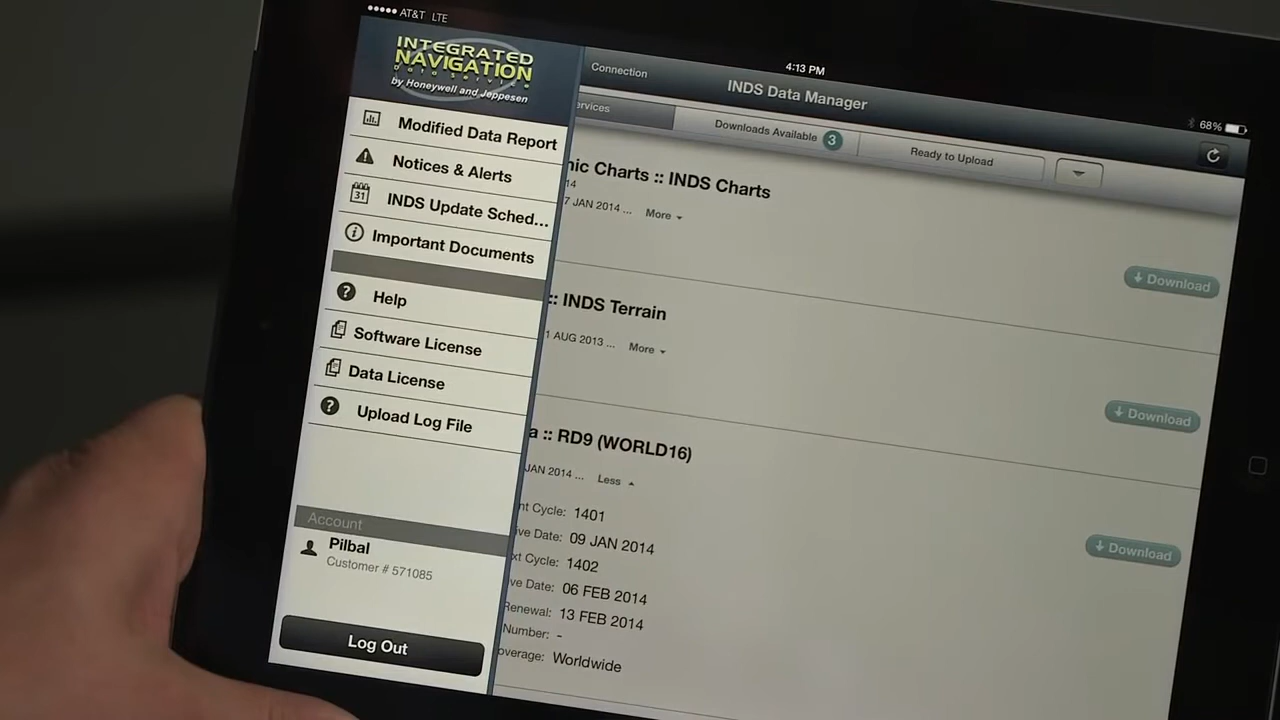 AT&T LTE
4:13 PM
68%
INTEGRATED
NAVIGATION
Data Service
by Honeywell and Jeppesen
Modified Data Report
Notices & Alerts
31
INDS Update Sched...
Important Documents
Help
Software License
Data License
Upload Log File
Account
Pilbal
Customer # 571085
Log Out
Connection
INDS Data Manager
ervices
Downloads Available 3
Ready to Upload
nic Charts :: INDS Charts
14
7 JAN 2014 ... More
Download
:: INDS Terrain
1 AUG 2013 ... More
Download
a :: RD9 (WORLD16)
JAN 2014 ... Less
Download
nt Cycle: 1401
ive Date: 09 JAN 2014
xt Cycle: 1402
ve Date: 06 FEB 2014
Renewal: 13 FEB 2014
Number: -
overage: Worldwide